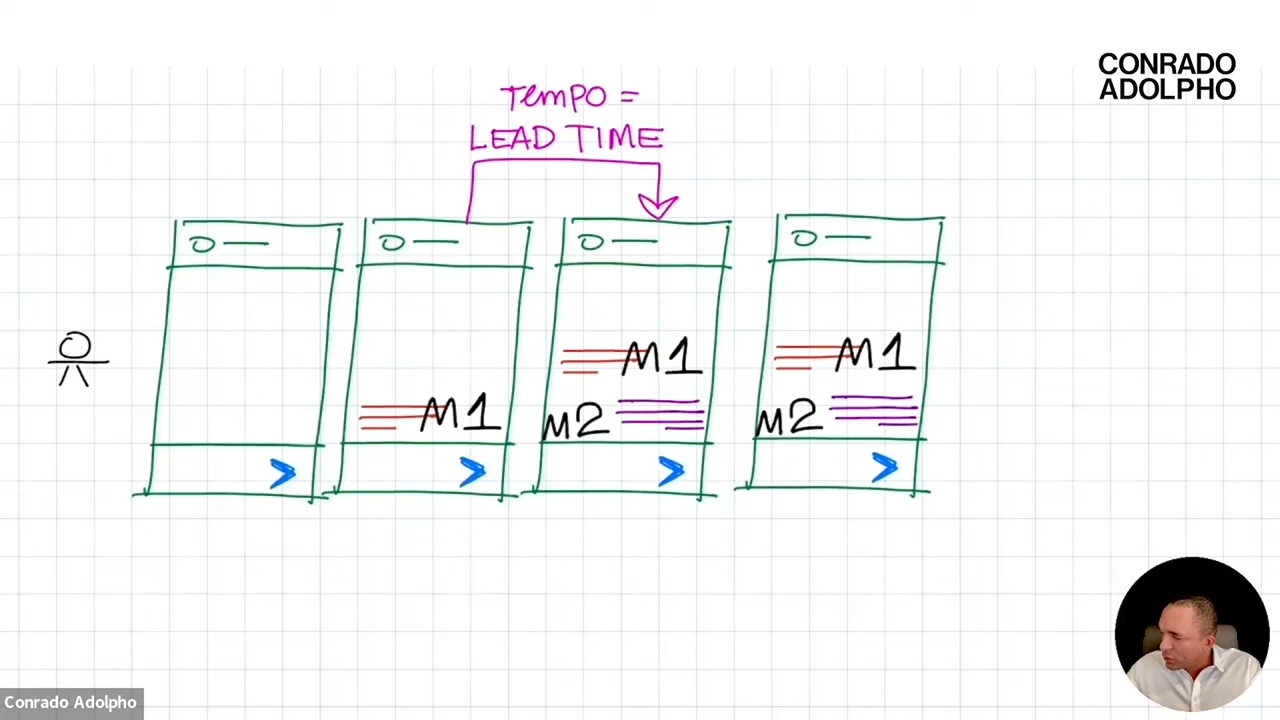 CONRADO
ADOLPHO
TEMPO =
LEAD TIME
M1
M1
M2
M1
M2
Conrado Adolpho